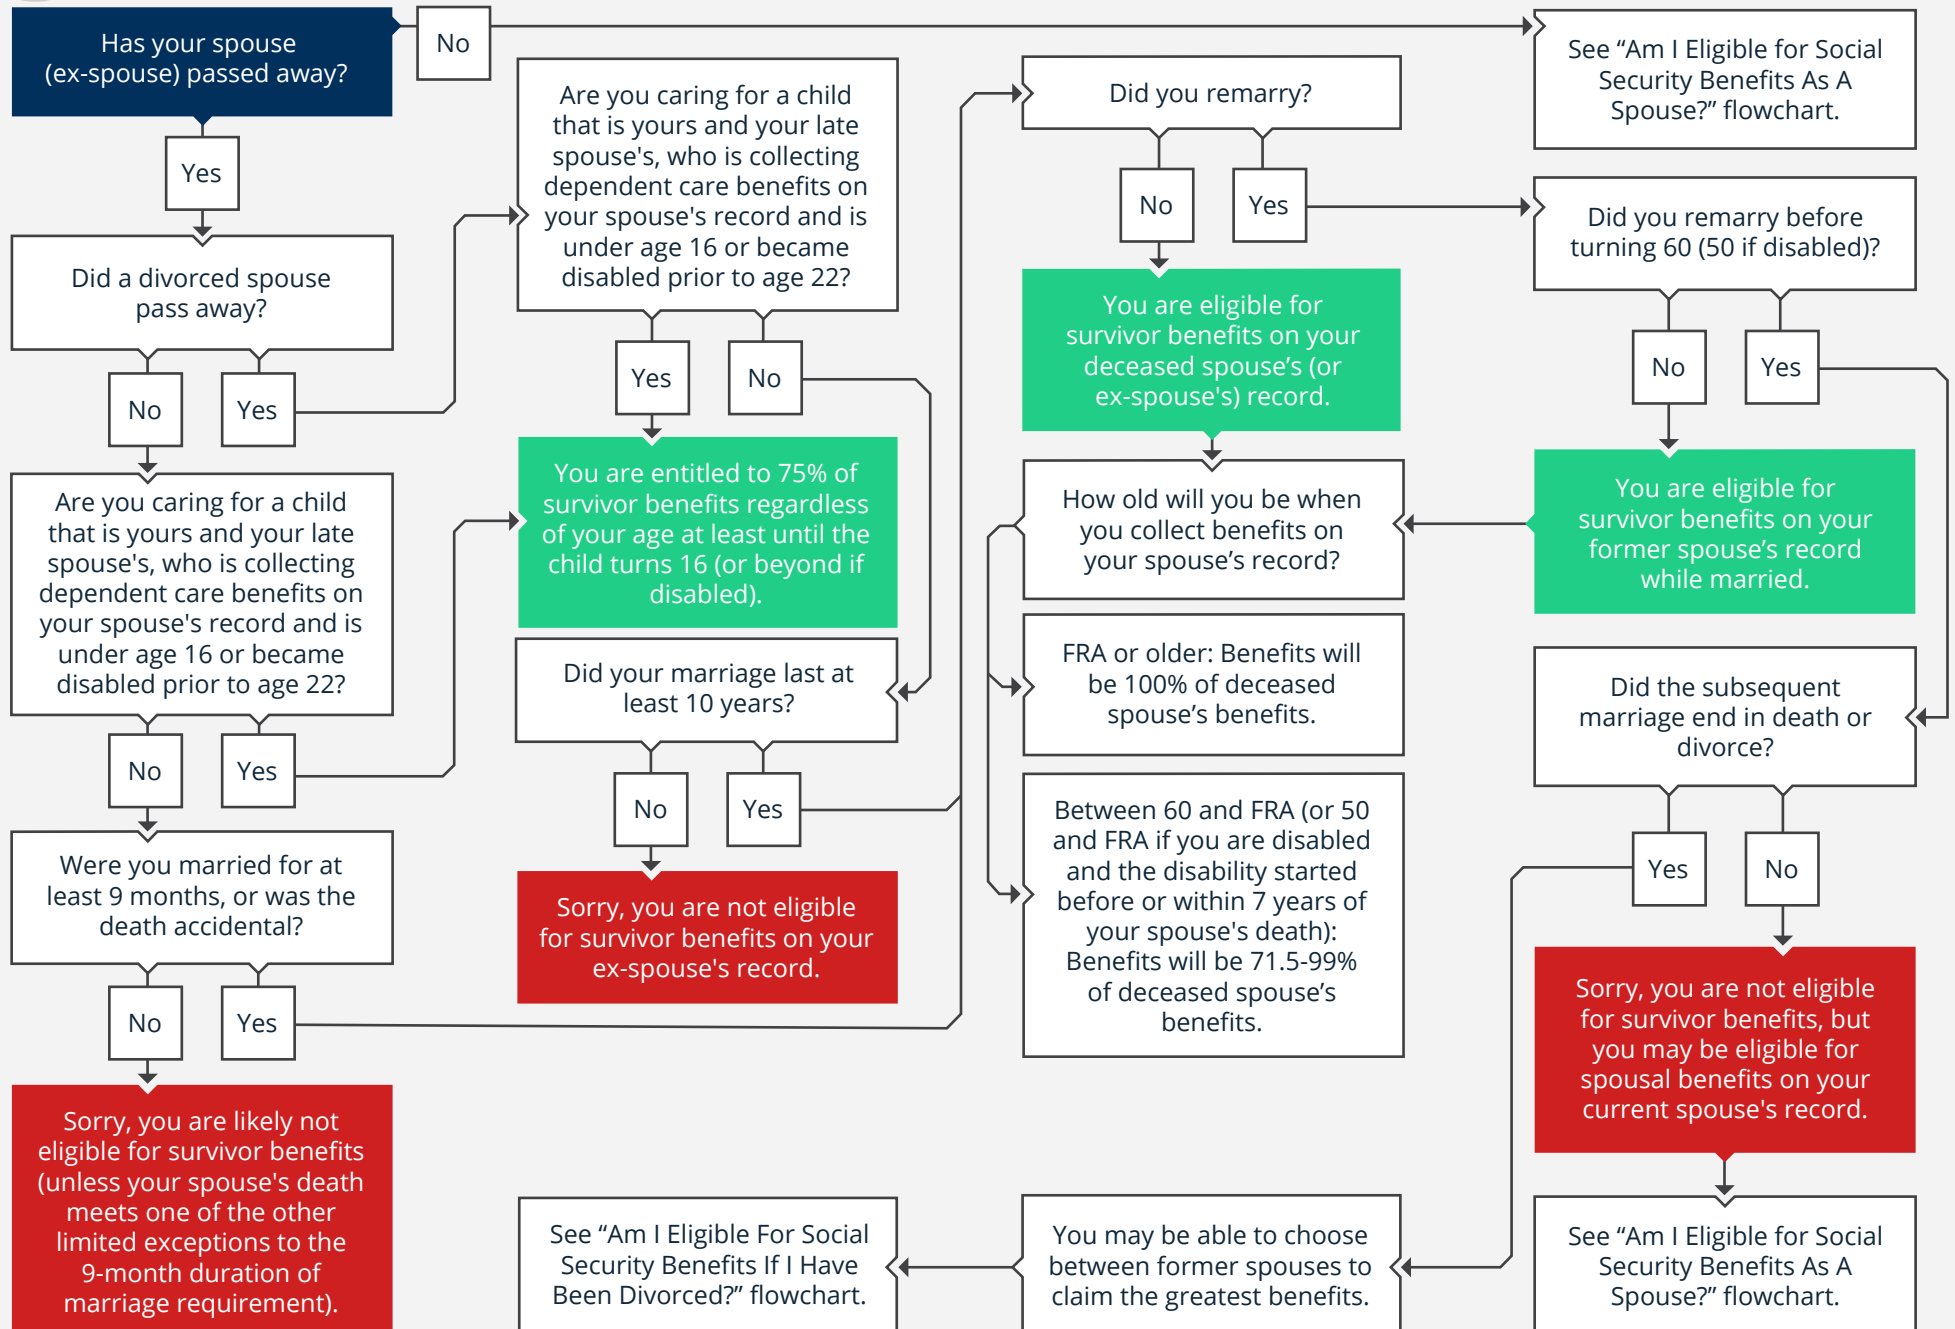 Has your spouse
(ex-spouse) passed away?
No
Yes
See “Am I Eligible for Social
Security Benefits As A
Spouse?” flowchart.
Did a divorced spouse
pass away?
No
Yes
Are you caring for a child
that is yours and your late
spouse's, who is collecting
dependent care benefits on
your spouse's record and is
under age 16 or became
disabled prior to age 22?
No
Yes
Were you married for at
least 9 months, or was the
death accidental?
No
Yes
Sorry, you are likely not
eligible for survivor benefits
(unless your spouse's death
meets one of the other
limited exceptions to the
9-month duration of
marriage requirement).
Are you caring for a child
that is yours and your late
spouse's, who is collecting
dependent care benefits on
your spouse's record and is
under age 16 or became
disabled prior to age 22?
Yes
No
You are entitled to 75% of
survivor benefits regardless
of your age at least until the
child turns 16 (or beyond if
disabled).
Did your marriage last at
least 10 years?
No
Yes
Sorry, you are not eligible
for survivor benefits on your
ex-spouse's record.
Did you remarry?
No
Yes
You are eligible for
survivor benefits on your
deceased spouse’s (or
ex-spouse's) record.
How old will you be when
you collect benefits on
your spouse’s record?
FRA or older: Benefits will
be 100% of deceased
spouse’s benefits.
Between 60 and FRA (or 50
and FRA if you are disabled
and the disability started
before or within 7 years of
your spouse's death):
Benefits will be 71.5-99%
of deceased spouse’s
benefits.
Did you remarry before
turning 60 (50 if disabled)?
No
Yes
You are eligible for
survivor benefits on your
former spouse’s record
while married.
Did the subsequent
marriage end in death or
divorce?
Yes
No
Sorry, you are not eligible
for survivor benefits, but
you may be eligible for
spousal benefits on your
current spouse's record.
See “Am I Eligible for Social
Security Benefits As A
Spouse?” flowchart.
You may be able to choose
between former spouses to
claim the greatest benefits.
See “Am I Eligible For Social
Security Benefits If I Have
Been Divorced?” flowchart.